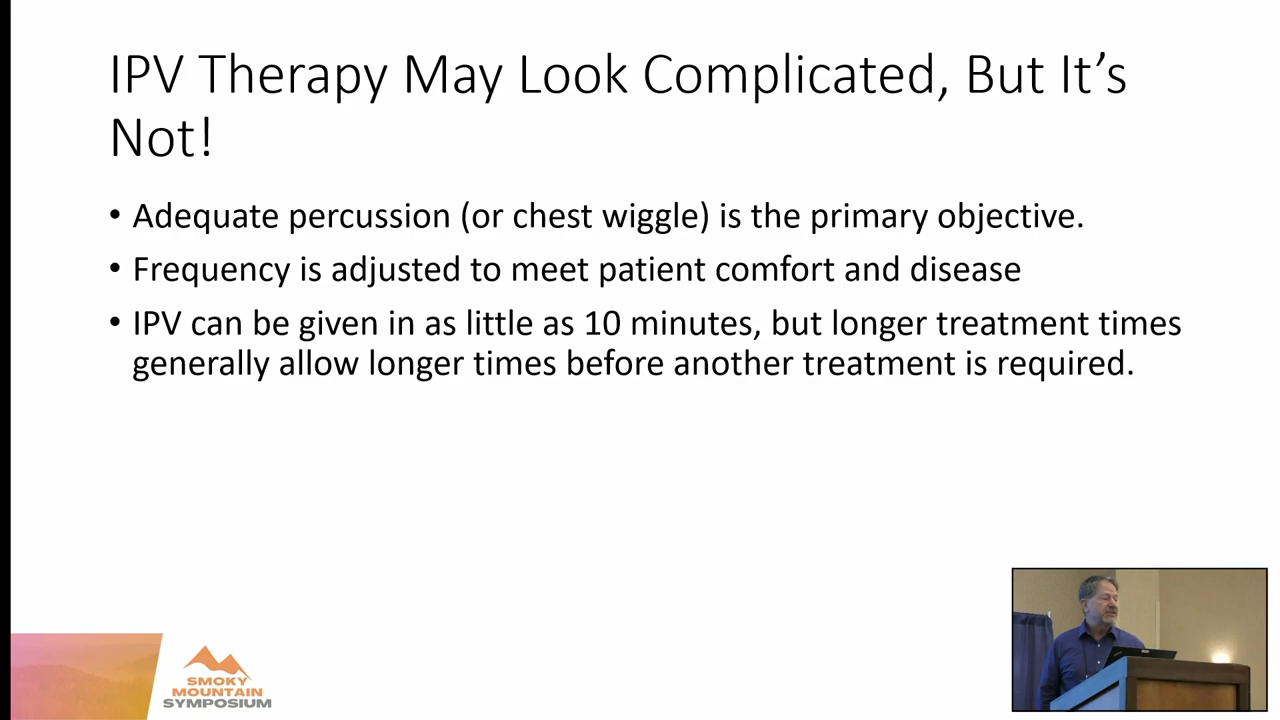 IPV Therapy May Look Complicated, But It’s
Not!
• Adequate percussion (or chest wiggle) is the primary objective.
• Frequency is adjusted to meet patient comfort and disease
• IPV can be given in as little as 10 minutes, but longer treatment times
generally allow longer times before another treatment is required.
SMOKY
MOUNTAIN
SYMPOSIUM